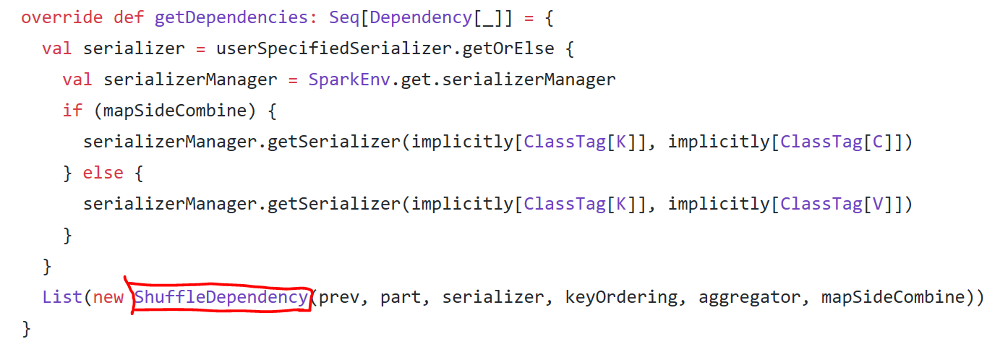 override def getDependencies: Seq[Dependency[_]] = {
  val serializer = userSpecifiedSerializer.getOrElse {
    val serializerManager = SparkEnv.get.serializerManager
    if (mapSideCombine) {
      serializerManager.getSerializer(implicitly[ClassTag[K]], implicitly[ClassTag[C]])
    } else {
      serializerManager.getSerializer(implicitly[ClassTag[K]], implicitly[ClassTag[V]])
    }
  }
  List(new ShuffleDependency(prev, part, serializer, keyOrdering, aggregator, mapSideCombine))
}